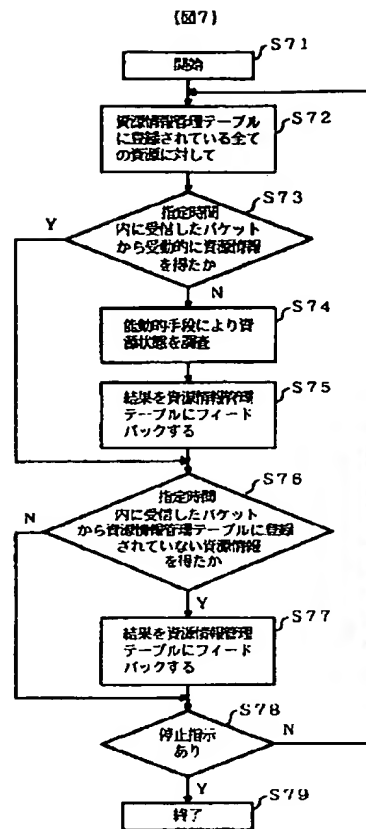 【図7】
S71
開始
S72
資源情報管理テーブル
に登録されている全て
の資源に対して
S73
指定時間
内に受信したパケット
から受動的に資源情報
を得たか
Y
N
S74
能動的手段により資
源状態を調査
S75
結果を資源情報管理
テーブルにフィード
バックする
S76
指定時間
内に受信したパケット
から資源情報管理テーブルに登録
されていない資源情報
を得たか
N
Y
S77
結果を資源情報管理
テーブルにフィード
バックする
S78
停止指示
あり
N
Y
S79
終了